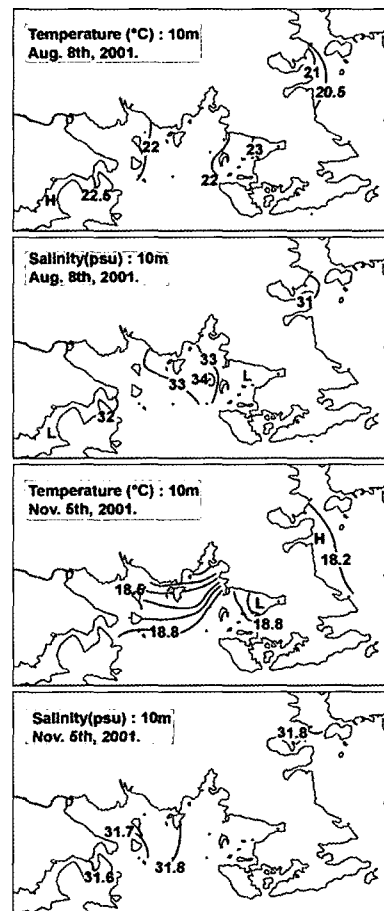 Temperature (°C) : 10m
Aug. 8th, 2001.
21
20.5
22
23
22
22.5
H
Salinity(psu) : 10m
Aug. 8th, 2001.
31
33
34
33
L
32
L
Temperature (°C) : 10m
Nov. 5th, 2001.
H
18.2
18.6
L
18.8
18.8
Salinity(psu) : 10m
Nov. 5th, 2001.
31.8
31.7
31.8
31.6